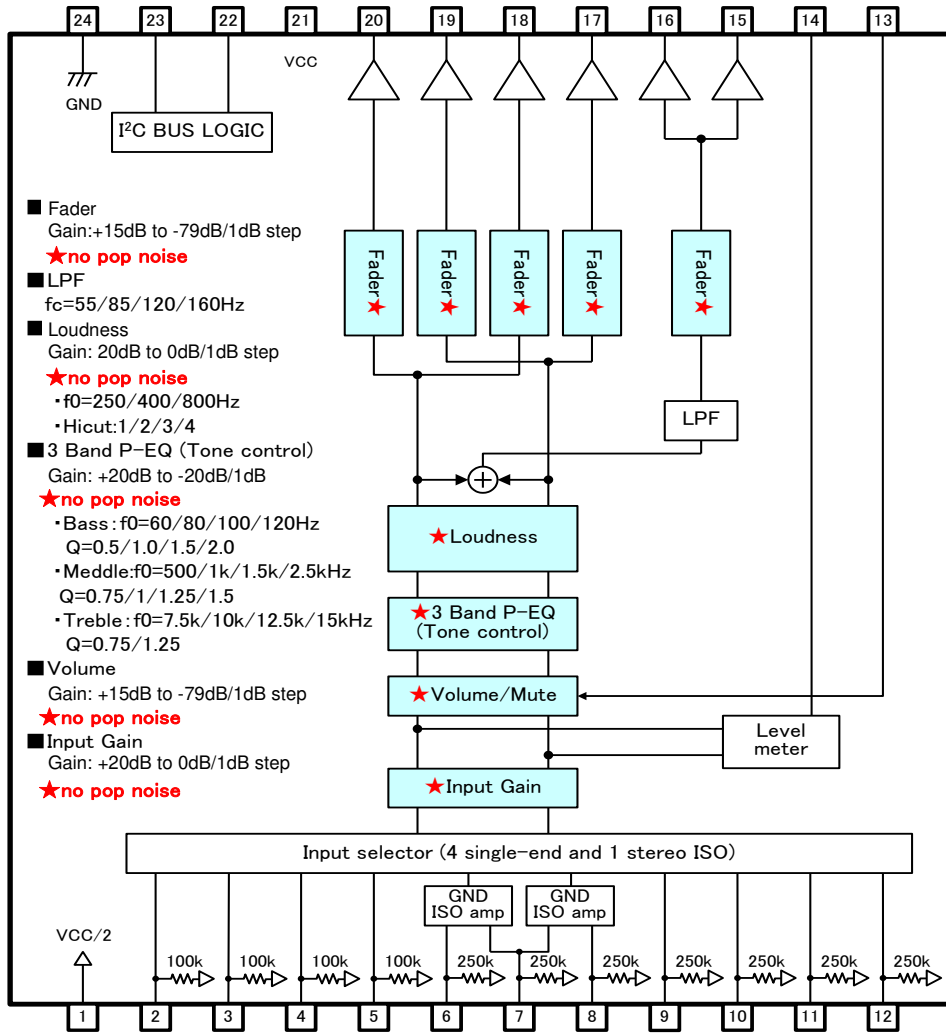 24 23 22 21 20 19 18 17 16 15 14 13
VCC
GND
I²C BUS LOGIC
■ Fader
Gain:+15dB to -79dB/1dB step
★no pop noise
■LPF
fc=55/85/120/160Hz
■ Loudness
Gain: 20dB to 0dB/1dB step
★no pop noise
・f0=250/400/800Hz
・Hicut:1/2/3/4
■3 Band P-EQ (Tone control)
Gain: +20dB to -20dB/1dB
★no pop noise
・Bass:f0=60/80/100/120Hz
Q=0.5/1.0/1.5/2.0
・Meddle:f0=500/1k/1.5k/2.5kHz
Q=0.75/1/1.25/1.5
・Treble:f0=7.5k/10k/12.5k/15kHz
Q=0.75/1.25
■Volume
Gain: +15dB to -79dB/1dB step
★no pop noise
■Input Gain
Gain: +20dB to 0dB/1dB step
★no pop noise
Fader★
Fader★
Fader★
Fader★
Fader★
LPF
+
★Loudness
★3 Band P-EQ
(Tone control)
★Volume/Mute
Level
meter
★Input Gain
Input selector (4 single-end and 1 stereo ISO)
GND
ISO amp
GND
ISO amp
VCC/2
100k 100k 100k 100k 250k 250k 250k 250k 250k 250k 250k
1 2 3 4 5 6 7 8 9 10 11 12